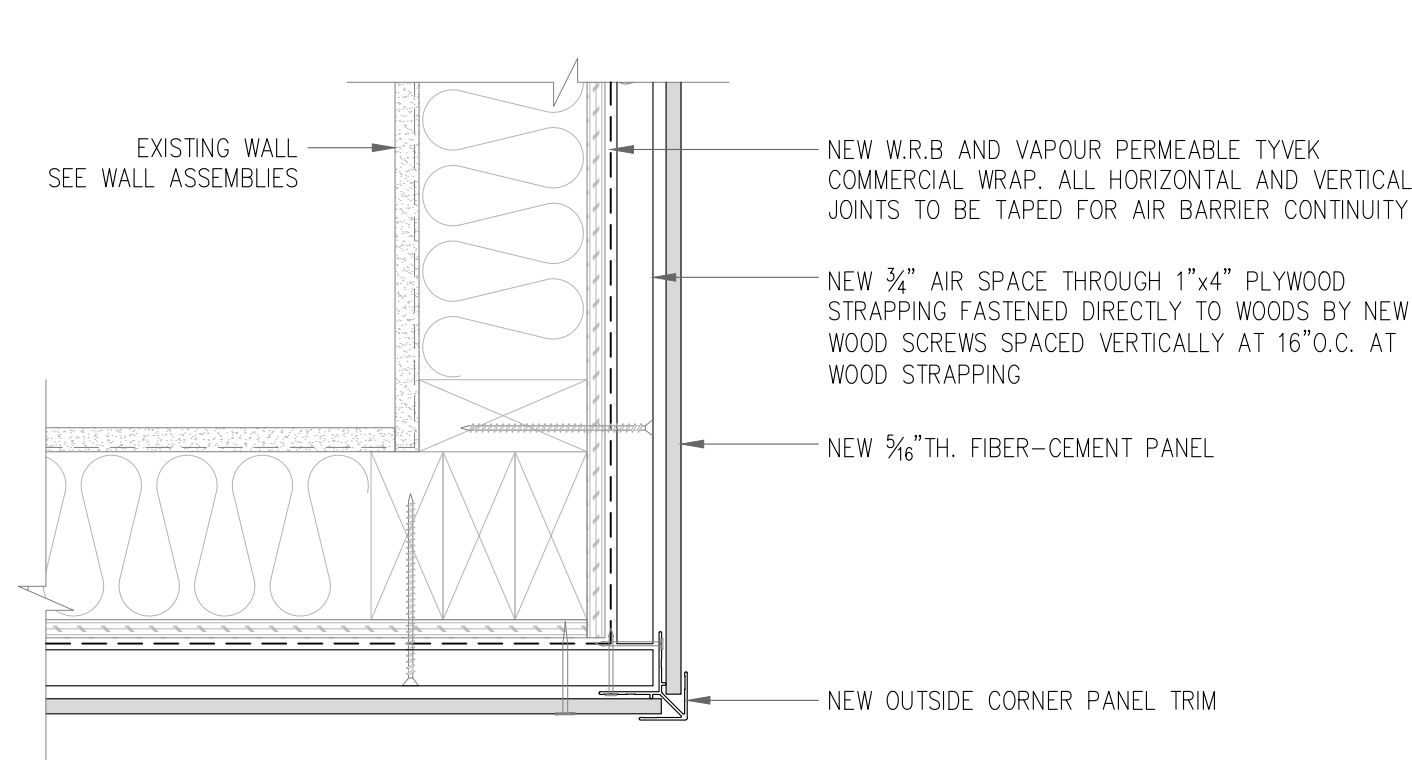 EXISTING WALL
SEE WALL ASSEMBLIES
NEW W.R.B AND VAPOUR PERMEABLE TYVEK
COMMERCIAL WRAP. ALL HORIZONTAL AND VERTICAL
JOINTS TO BE TAPED FOR AIR BARRIER CONTINUITY
NEW ¾" AIR SPACE THROUGH 1"x4" PLYWOOD
STRAPPING FASTENED DIRECTLY TO WOODS BY NEW
WOOD SCREWS SPACED VERTICALLY AT 16"O.C. AT
WOOD STRAPPING
NEW 5/16"TH. FIBER-CEMENT PANEL
NEW OUTSIDE CORNER PANEL TRIM